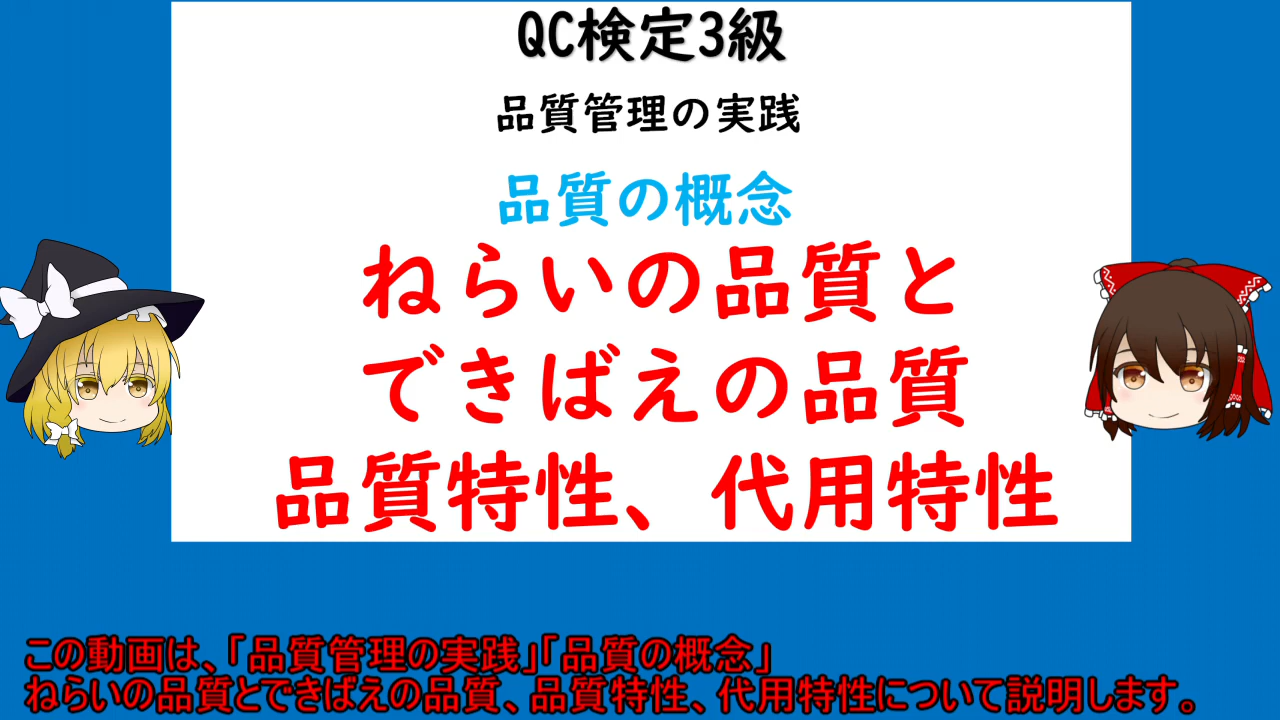 QC検定3級
品質管理の実践
品質の概念
ねらいの品質と
できばえの品質
品質特性、代用特性
この動画は、「品質管理の実践」「品質の概念」
ねらいの品質とできばえの品質、品質特性、代用特性について説明します。